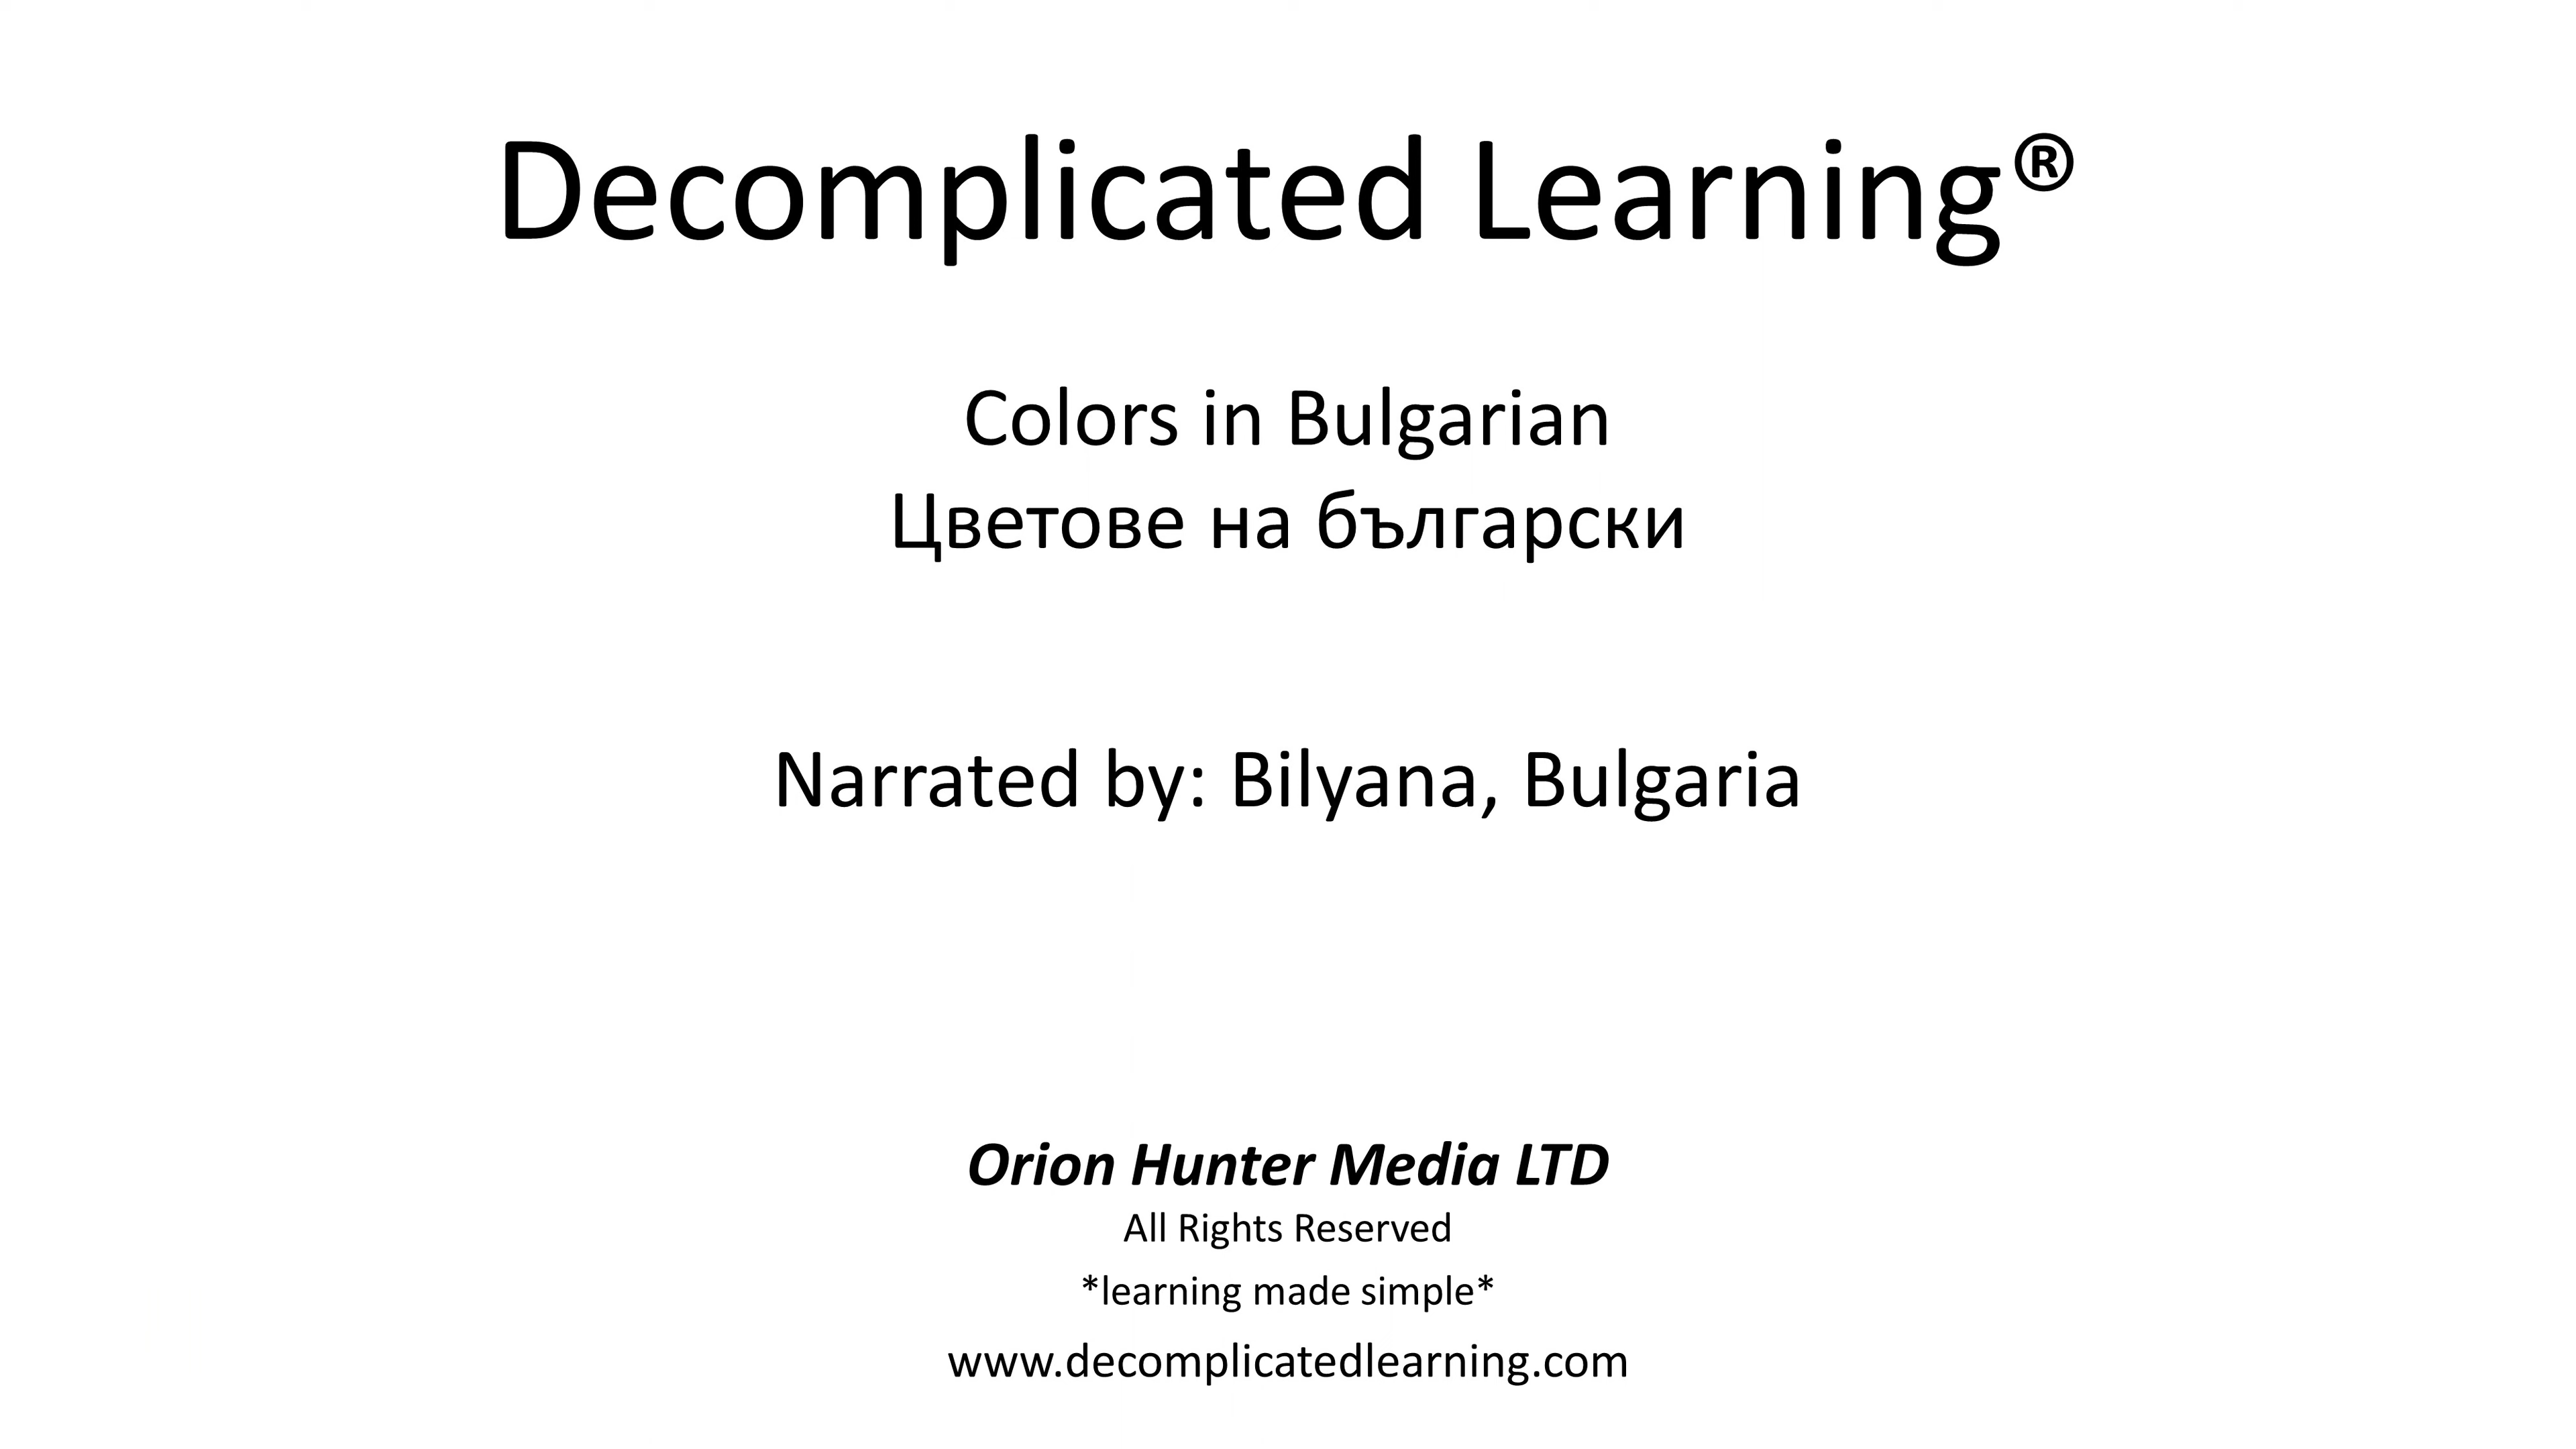 Decomplicated Learning®
Colors in Bulgarian
Цветове на български
Narrated by: Bilyana, Bulgaria
Orion Hunter Media LTD
All Rights Reserved
*learning made simple*
www.decomplicatedlearning.com